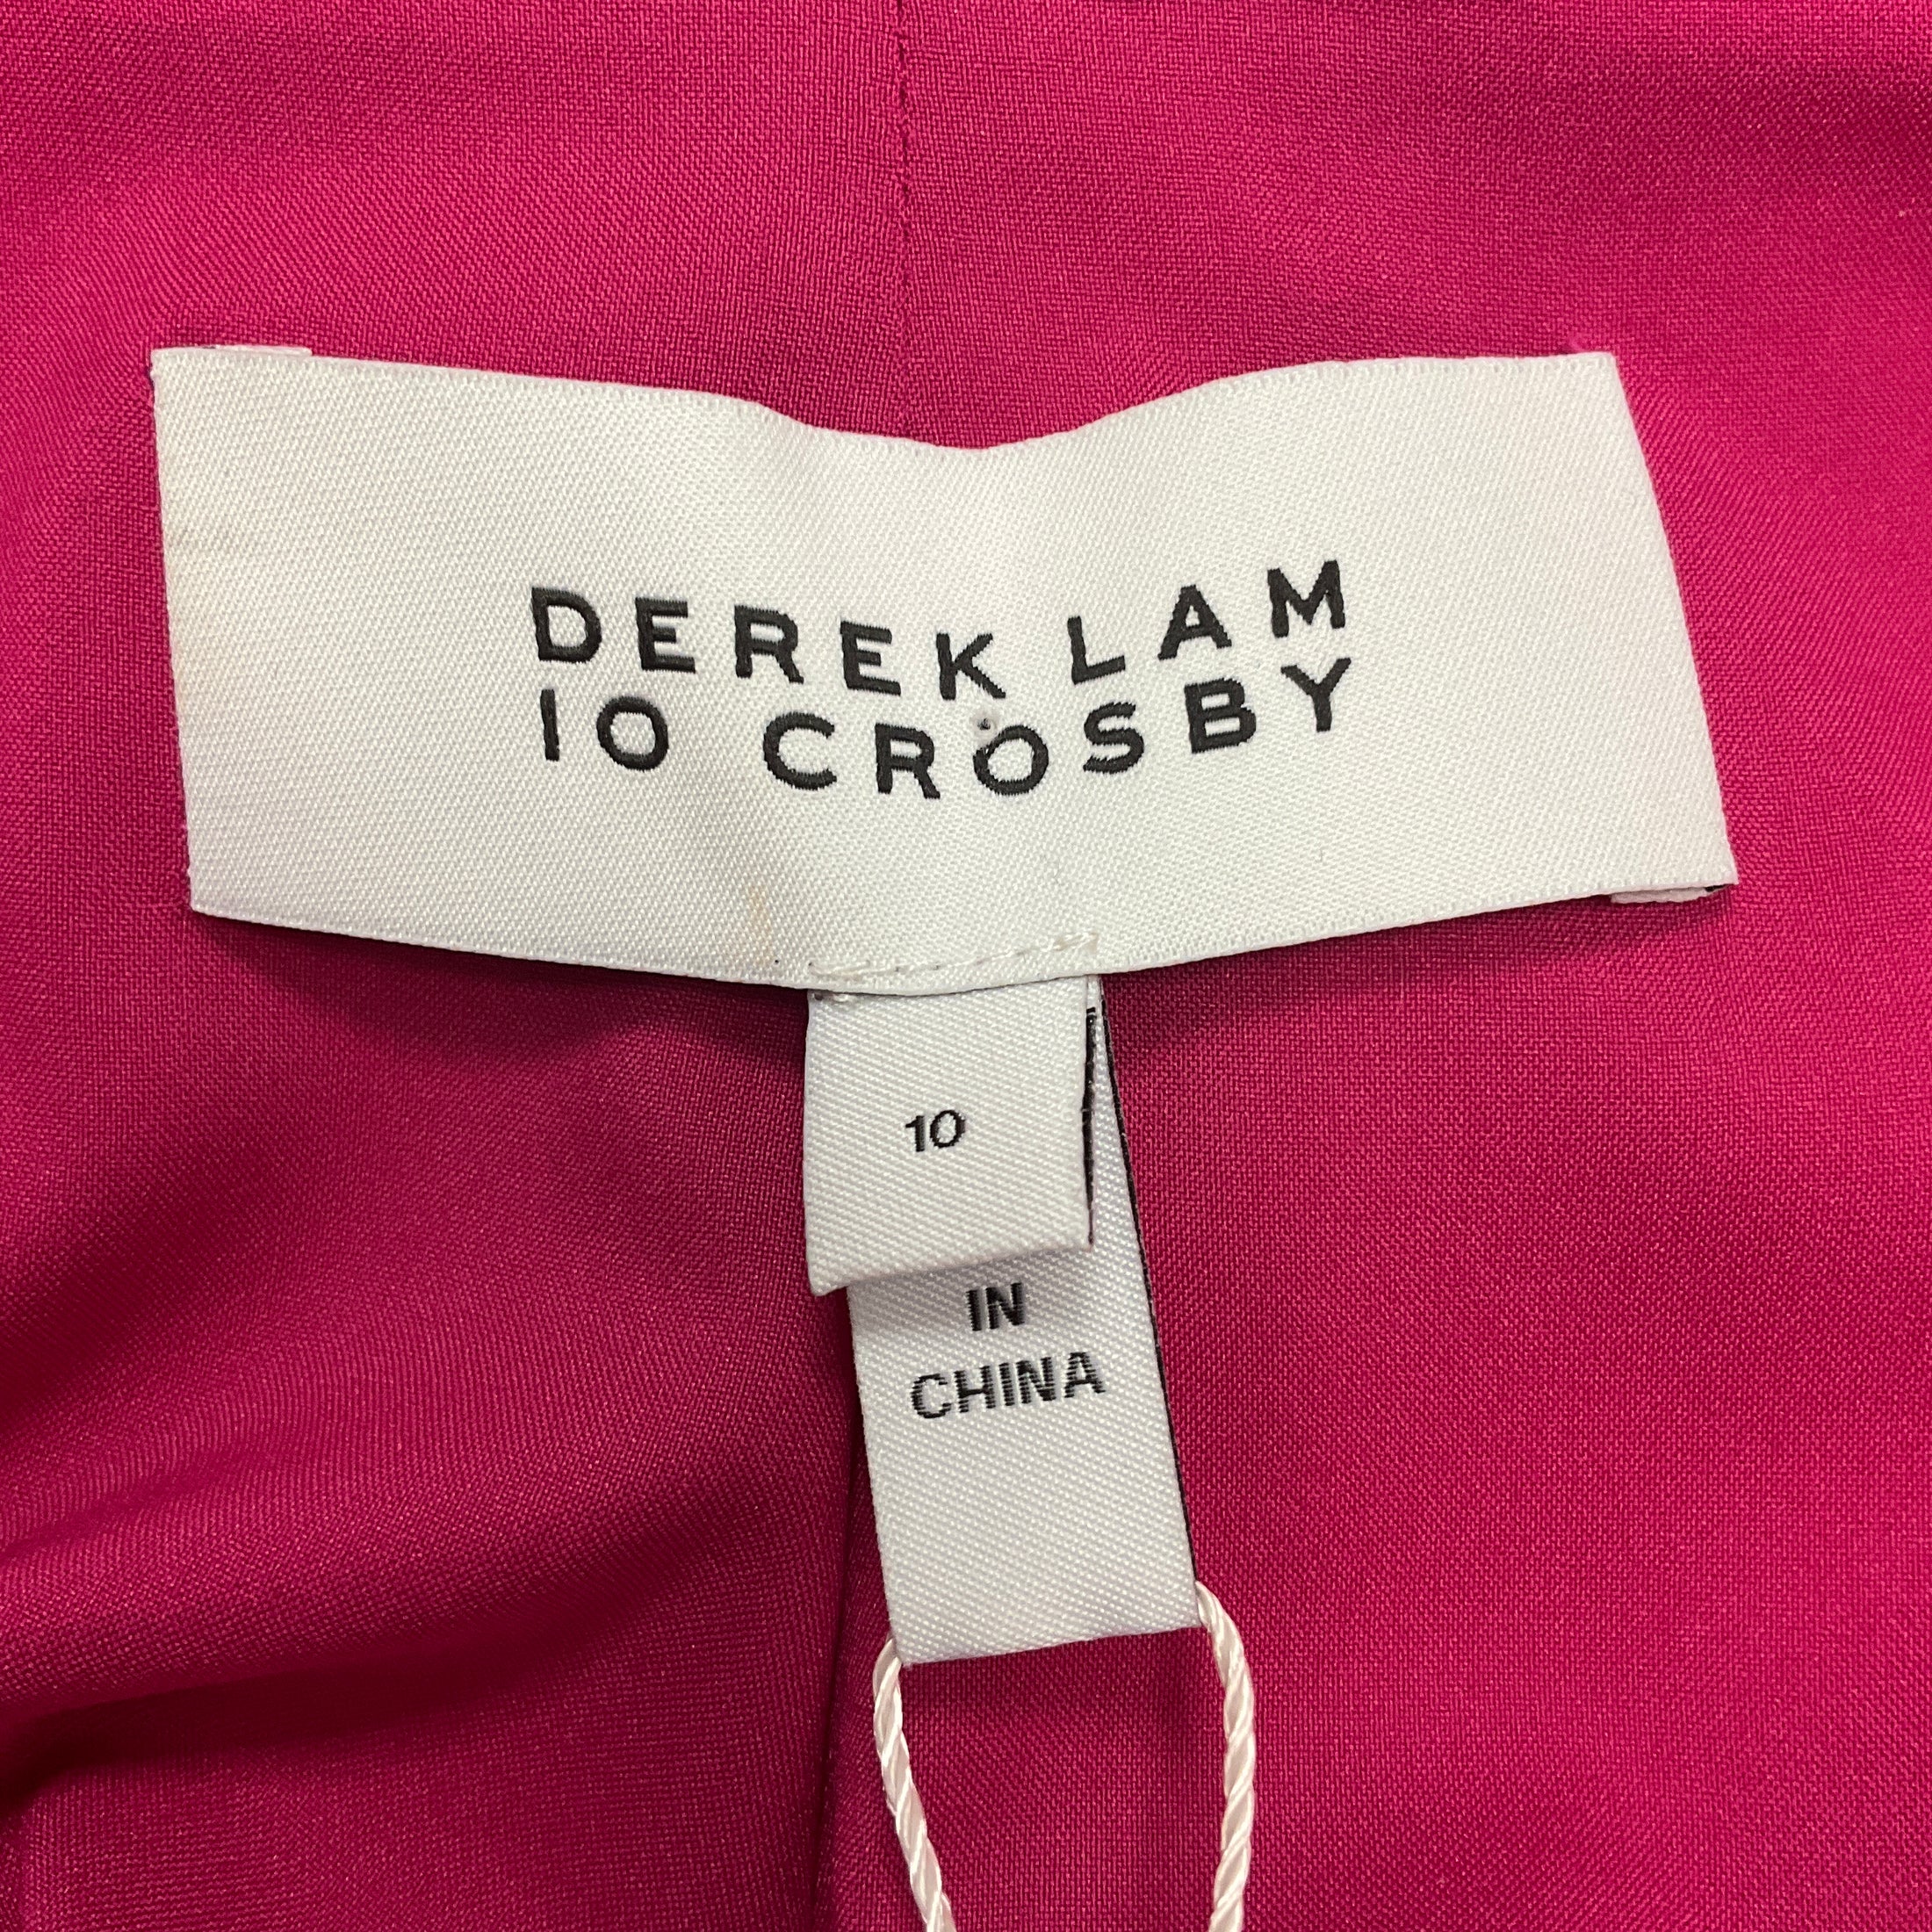 DEREK LAM
10 CROSBY
10
IN
CHINA